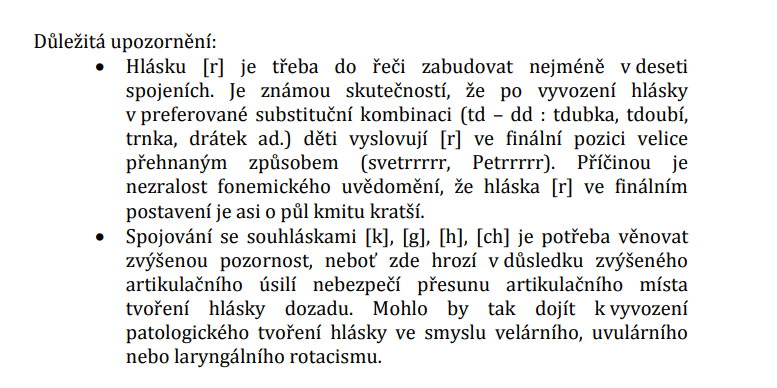 Důležitá upozornění:
• Hlásku [r] je třeba do řeči zabudovat nejméně v deseti
spojeních. Je známou skutečností, že po vyvození hlásky
v preferované substituční kombinaci (td – dd : tdubka, tdoubí,
trnka, drátek ad.) děti vyslovují [r] ve finální pozici velice
přehnaným způsobem (svetrrrrr, Petrrrrr). Příčinou je
nezralost fonemického uvědomění, že hláska [r] ve finálním
postavení je asi o půl kmitu kratší.
• Spojování se souhláskami [k], [g], [h], [ch] je potřeba věnovat
zvýšenou pozornost, neboť zde hrozí v důsledku zvýšeného
artikulačního úsilí nebezpečí přesunu artikulačního místa
tvoření hlásky dozadu. Mohlo by tak dojít k vyvození
patologického tvoření hlásky ve smyslu velárního, uvulárního
nebo laryngálního rotacismu.